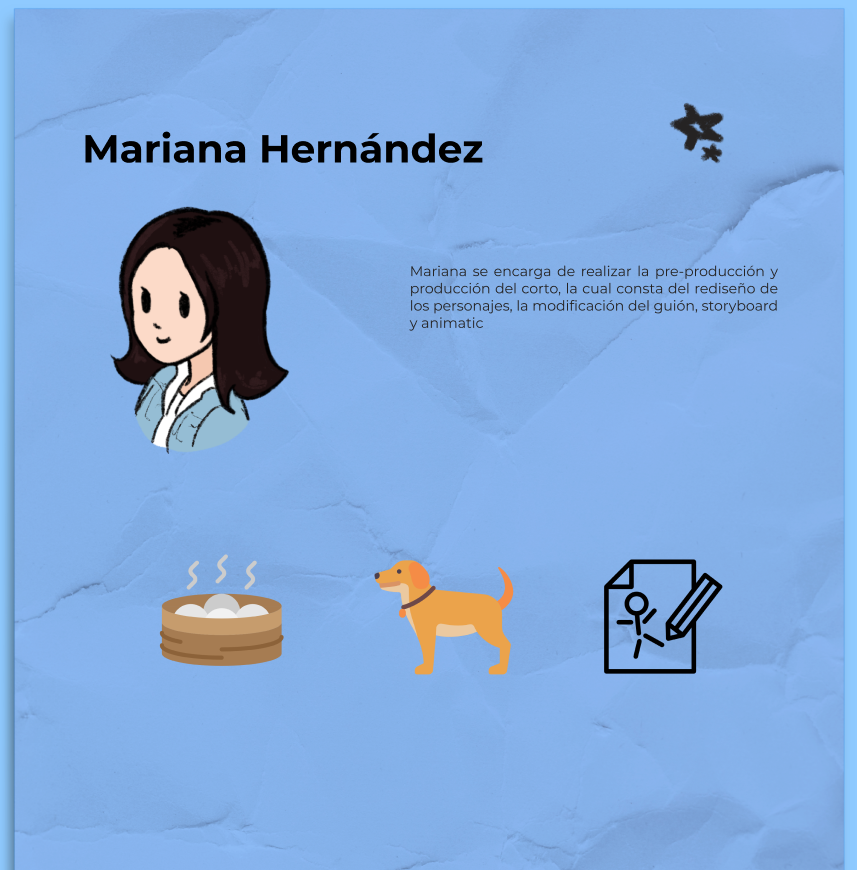 Mariana Hernández
Mariana se encarga de realizar la pre-producción y
producción del corto, la cual consta del rediseño de
los personajes, la modificación del guión, storyboard
y animatic